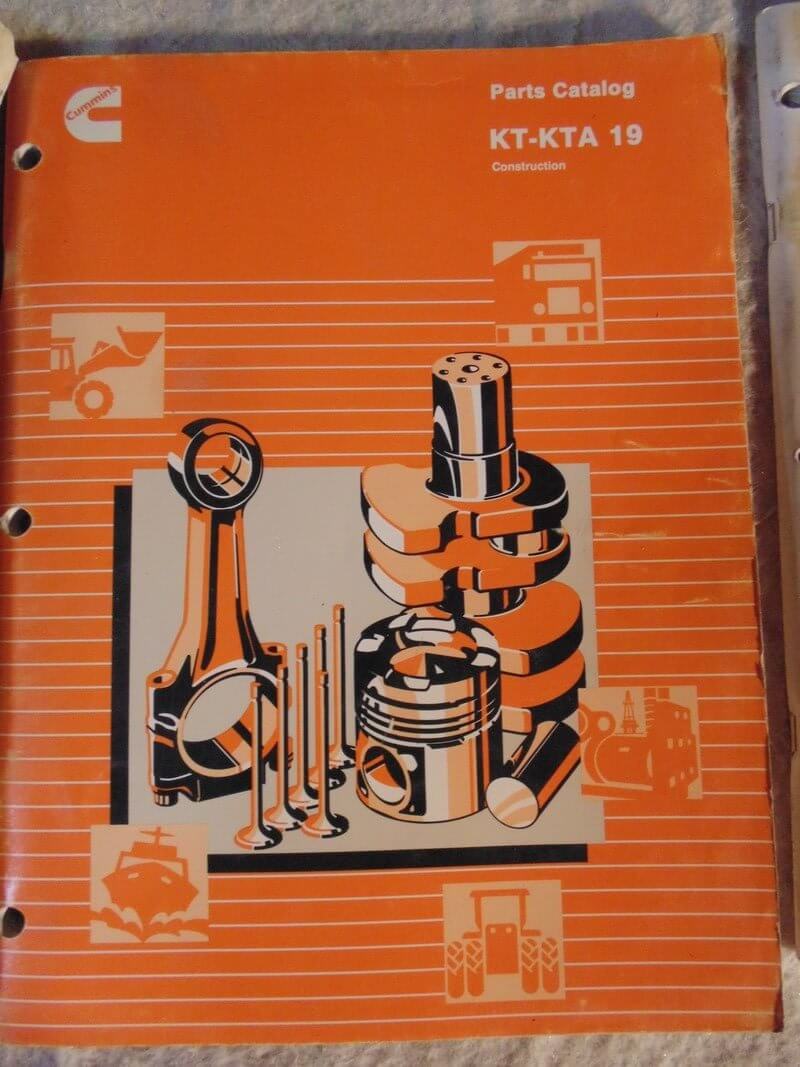 Cummins
Parts Catalog
KT-KTA 19
Construction